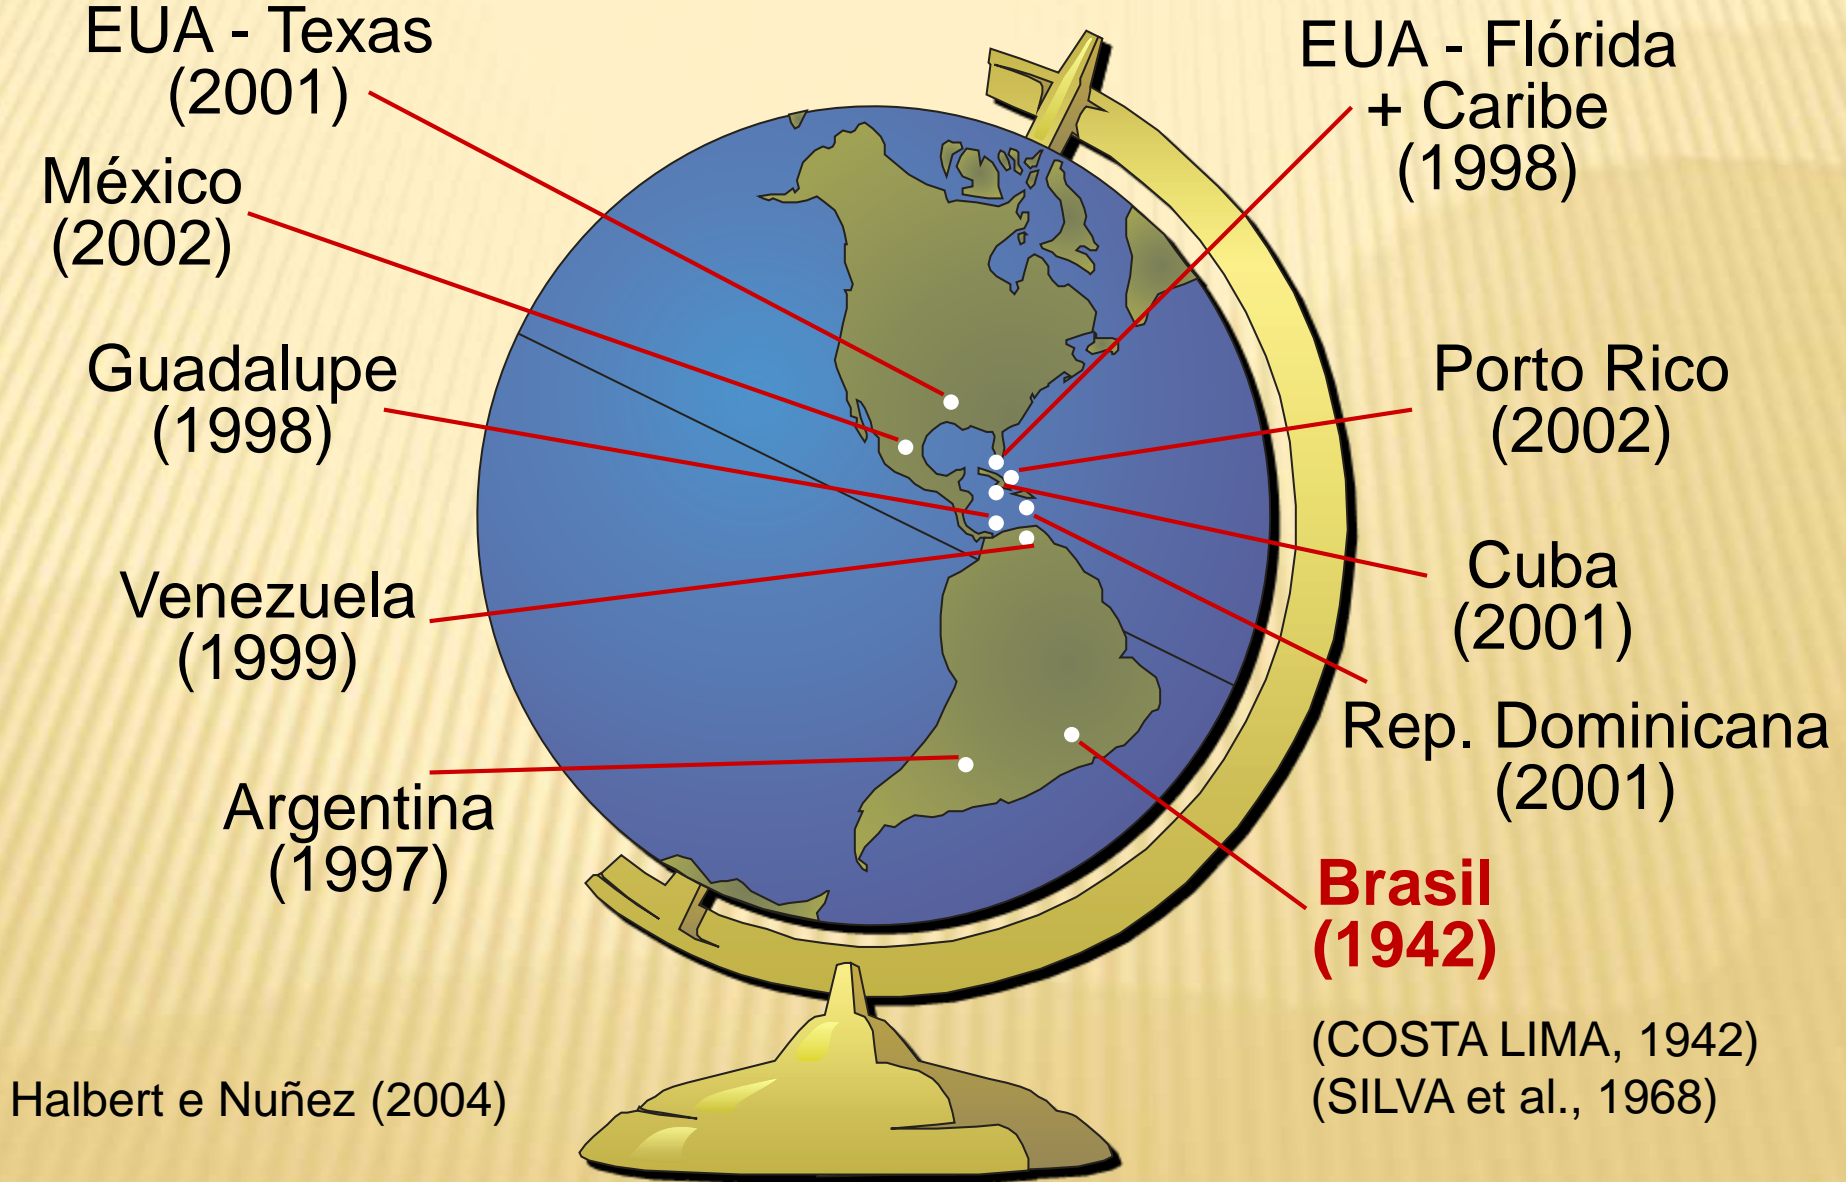 EUA - Texas
(2001)
México
(2002)
Guadalupe
(1998)
Venezuela
(1999)
Argentina
(1997)
EUA - Flórida
+ Caribe
(1998)
Porto Rico
(2002)
Cuba
(2001)
Rep. Dominicana
(2001)
Brasil
(1942)
(COSTA LIMA, 1942)
(SILVA et al., 1968)
Halbert e Nuñez (2004)